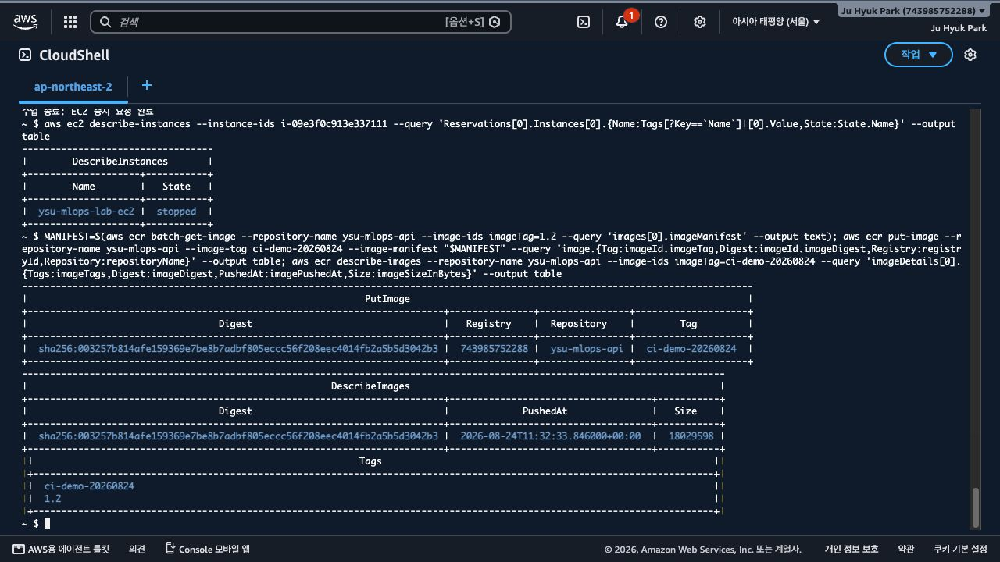 aws
검색
[옵션+S]
1
아시아 태평양 (서울)
Ju Hyuk Park (743985752288)
Ju Hyuk Park
CloudShell
작업
ap-northeast-2
+
수업 종료: EC2 중지 요청 완료
~ $ aws ec2 describe-instances --instance-ids i-09e3f0c913e337111 --query 'Reservations[0].Instances[0].{Name:Tags[?Key==`Name`]|[0].Value,State:State.Name}' --output
table
---------------------------------
|        DescribeInstances       |
+--------------------+-----------+
|        Name        |   State   |
+--------------------+-----------+
|  ysu-mlops-lab-ec2 |  stopped  |
+--------------------+-----------+
~ $ MANIFEST=$(aws ecr batch-get-image --repository-name ysu-mlops-api --image-ids imageTag=1.2 --query 'images[0].imageManifest' --output text); aws ecr put-image --r
epository-name ysu-mlops-api --image-tag ci-demo-20260824 --image-manifest "$MANIFEST" --query 'image.{Tag:imageId.imageTag,Digest:imageId.imageDigest,Registry:registr
yId,Repository:repositoryName}' --output table; aws ecr describe-images --repository-name ysu-mlops-api --image-ids imageTag=ci-demo-20260824 --query 'imageDetails[0].
{Tags:imageTags,Digest:imageDigest,PushedAt:imagePushedAt,Size:imageSizeInBytes}' --output table
| PutImage |
| Digest | Registry | Repository | Tag |
| sha256:003257b814afe159369e7be8b7adbf805eccc56f208eec4014fb2a5b5d3042b3 | 743985752288 | ysu-mlops-api | ci-demo-20260824 |
| DescribeImages |
| Digest | PushedAt | Size |
| sha256:003257b814afe159369e7be8b7adbf805eccc56f208eec4014fb2a5b5d3042b3 | 2026-08-24T11:32:33.846000+00:00 | 18029598 |
|| Tags ||
|| ci-demo-20260824 ||
|| 1.2 ||
~ $
AWS용 에이전트 툴킷
의견
Console 모바일 앱
© 2026, Amazon Web Services, Inc. 또는 계열사.
개인 정보 보호
약관
쿠키 기본 설정